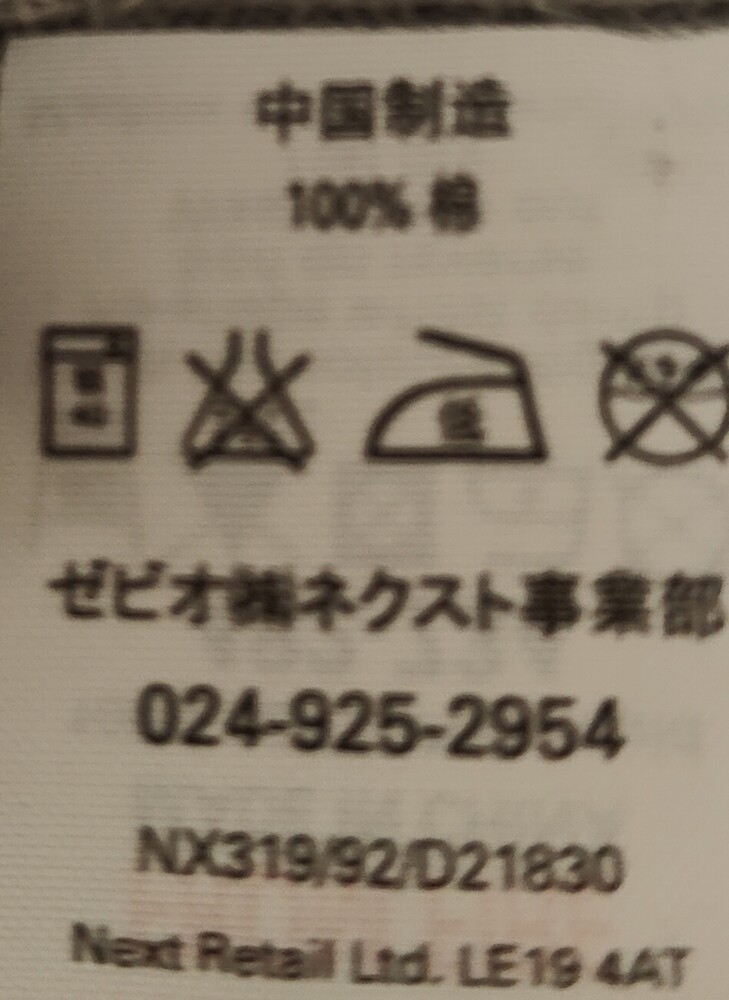 中国制造
100% 棉
低
ゼビオ㈱ネクスト事業部
024-925-2954
NX319/92/D21830
Next Retail Ltd. LE19 4AT